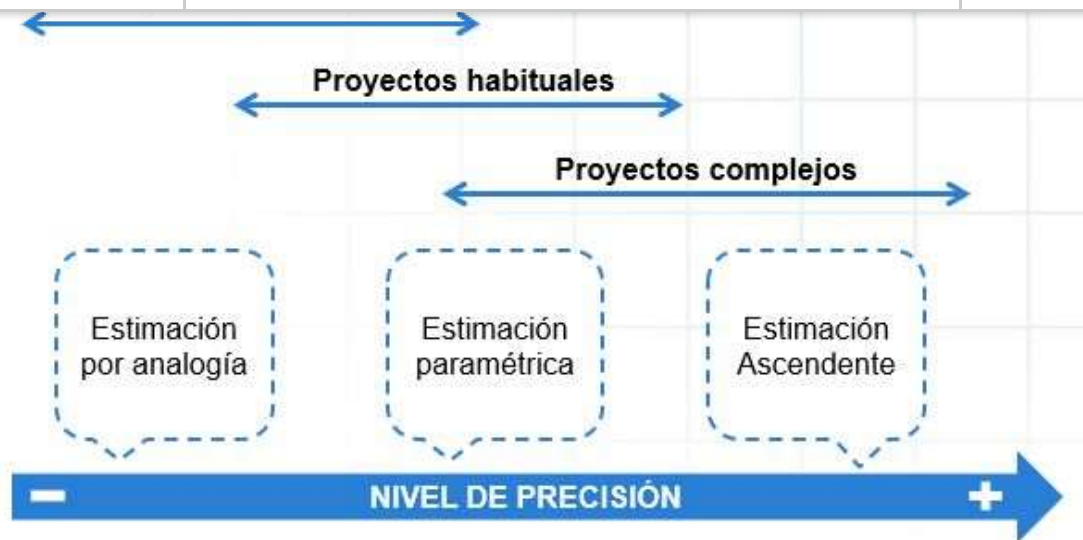 Proyectos habituales
Proyectos complejos
Estimación
por analogía
Estimación
paramétrica
Estimación
Ascendente
NIVEL DE PRECISIÓN